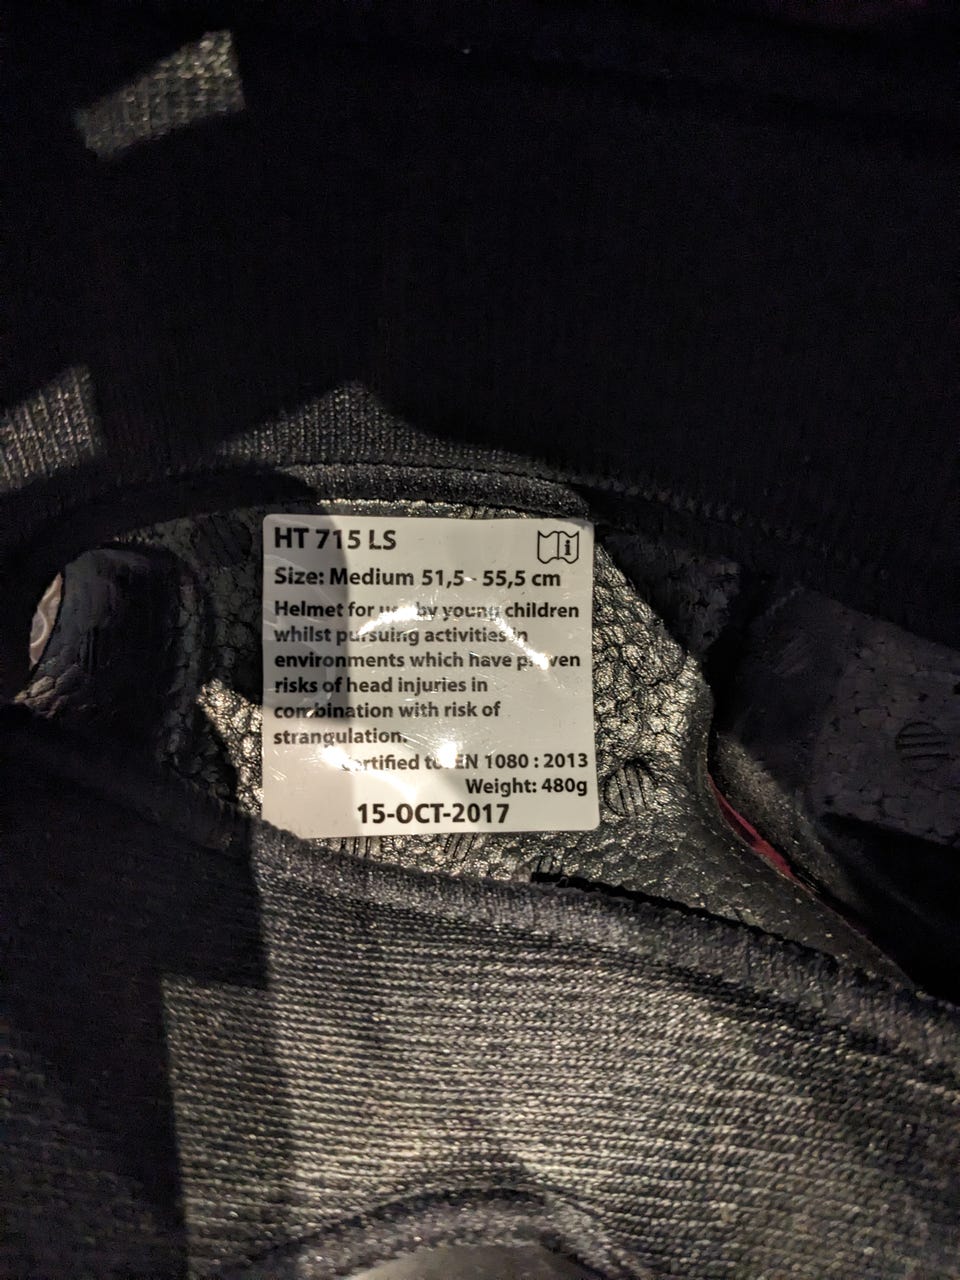 HT 715 LS
Size: Medium 51,5 - 55,5 cm
Helmet for use by young children
whilst pursuing activities in
environments which have proven
risks of head injuries in
combination with risk of
strangulation.
Certified to: EN 1080 : 2013
Weight: 480g
15-OCT-2017